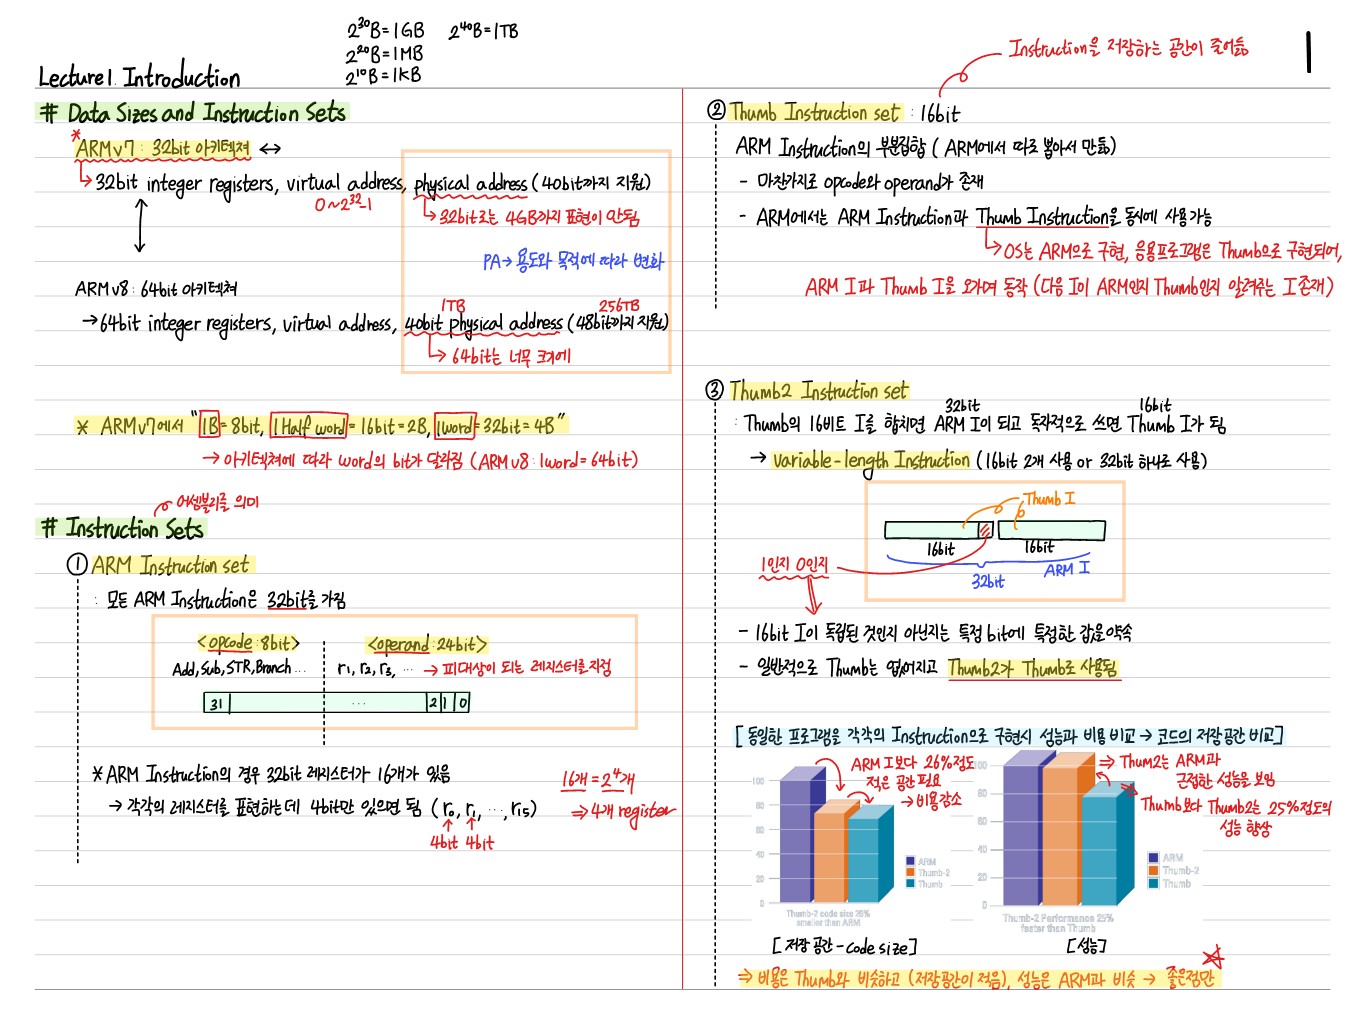 2³⁰B = 1GB 2⁴⁰B = 1TB
2²⁰B = 1MB
2¹⁰B = 1KB
Lecture1. Introduction
1
# Data Sizes and Instruction Sets
* ARMv7 : 32bit 아키텍쳐 ↔
↳ 32bit integer registers, virtual address, physical address (40bit까지 지원)
0~2³²-1
↳ 32bit로는 4GB까지 표현이 안됨
PA → 용도와 목적에 따라 변화
ARMv8 : 64bit 아키텍쳐
1TB 256TB
→ 64bit integer registers, virtual address, 40bit physical address (48bit까지 지원)
↳ 64bit는 너무 크기에
* ARMv7에서 "1B = 8bit, 1Half word = 16bit = 2B, 1word = 32bit = 4B"
→ 아키텍쳐에 따라 word의 bit가 달라짐 (ARMv8 : 1word = 64bit)
어셈블리를 의미
# Instruction Sets
① ARM Instruction set
: 모든 ARM Instruction은 32bit를 가짐
<opcode : 8bit> <operand : 24bit>
Add, Sub, STR, Branch ... r₁, r₂, r₃, ... → 피대상이 되는 레지스터를 지정
31 ... 2 1 0
* ARM Instruction의 경우 32bit 레지스터가 16개가 있음
→ 각각의 레지스터를 표현하는데 4bit만 있으면 됨 (r₀, r₁, ..., r₁₅)
4bit 4bit
16개 = 2⁴개
⇒ 4개 register
Instruction을 저장하는 공간이 줄어듦
② Thumb Instruction set : 16bit
ARM Instruction의 부분집합 (ARM에서 따로 뽑아서 만듦)
- 마찬가지로 opcode와 operand가 존재
- ARM에서는 ARM Instruction과 Thumb Instruction을 동시에 사용가능
↳ OS는 ARM으로 구현, 응용프로그램은 Thumb으로 구현되어,
ARM I과 Thumb I을 오가며 동작 (다음 I이 ARM인지 Thumb인지 알려주는 I 존재)
③ Thumb2 Instruction set
32bit 16bit
: Thumb의 16비트 I을 합치면 ARM I이 되고 독자적으로 쓰면 Thumb I가 됨
→ variable-length Instruction (16bit 2개 사용 or 32bit 하나로 사용)
Thumb I
16bit 16bit
1인지 0인지
32bit ARM I
- 16bit I이 독립된 것인지 아닌지는 특정 bit에 특정한 값을 약속
- 일반적으로 Thumb는 없어지고 Thumb2가 Thumb로 사용됨
[동일한 프로그램을 각각의 Instruction으로 구현시 성능과 비용 비교 → 코드의 저장공간 비교]
ARM I보다 26%정도
적은 공간 필요
→ 비용감소
100
80
60
40
20
0
ARM
Thumb-2
Thumb
Thumb-2 code size 26%
smaller than ARM
[저장 공간 - code size]
⇒ Thum2는 ARM과
근접한 성능을 보임
⇒ Thumb보다 Thumb2는 25%정도의
성능 향상
100
80
60
40
20
0
ARM
Thumb-2
Thumb
Thumb-2 Performance 25%
faster than Thumb
[성능]
⇒ 비용은 Thumb와 비슷하고 (저장공간이 적음), 성능은 ARM과 비슷 → 좋은점만